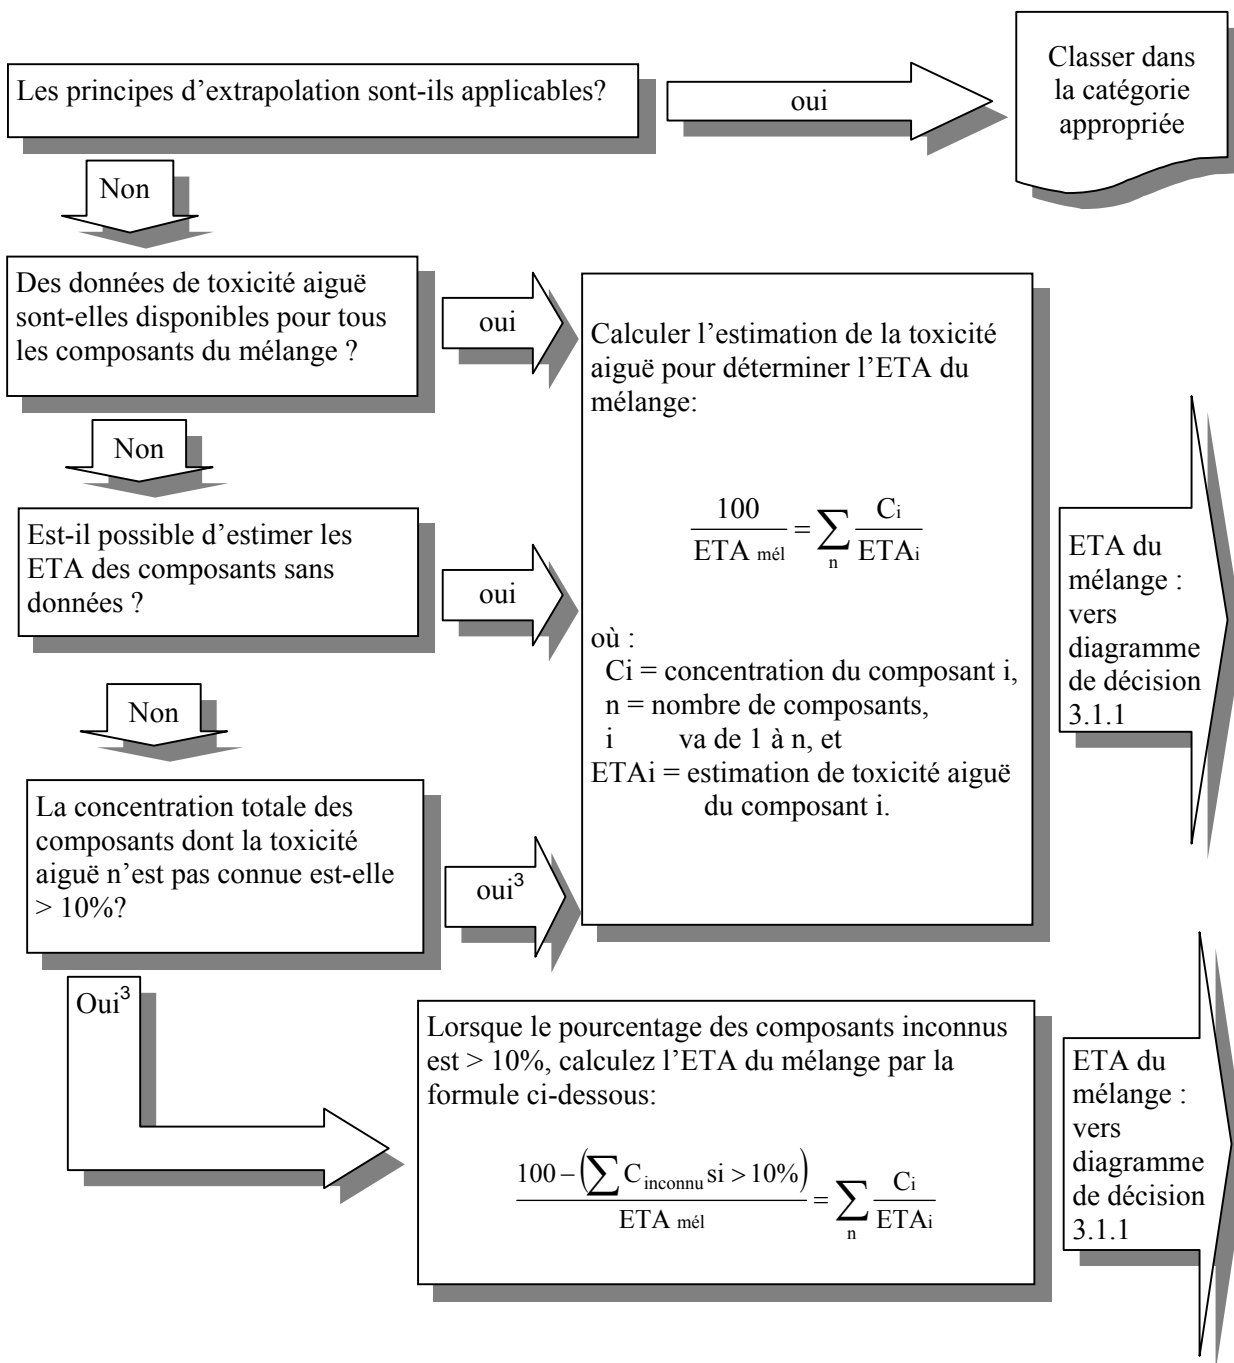 Les principes d'extrapolation sont-ils applicables?
oui
Classer dans
la catégorie
appropriée
Non
Des données de toxicité aiguë
sont-elles disponibles pour tous
les composants du mélange ?
oui
Non
Est-il possible d'estimer les
ETA des composants sans
données ?
oui
Non
La concentration totale des
composants dont la toxicité
aiguë n'est pas connue est-elle
> 10%?
oui³
Calculer l'estimation de la toxicité
aiguë pour déterminer l'ETA du
mélange:
100 / ETA mél = ∑ n Ci / ETAi
où :
Ci = concentration du composant i,
n = nombre de composants,
i va de 1 à n, et
ETAi = estimation de toxicité aiguë
du composant i.
ETA du
mélange :
vers
diagramme
de décision
3.1.1
Oui³
Lorsque le pourcentage des composants inconnus
est > 10%, calculez l'ETA du mélange par la
formule ci-dessous:
100 – (∑ C inconnu si > 10%) / ETA mél = ∑ n Ci / ETAi
ETA du
mélange :
vers
diagramme
de décision
3.1.1